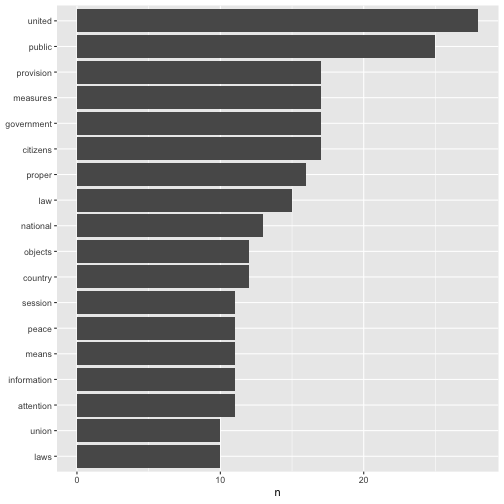 united
public
provision
measures
government
citizens
proper
law
national
objects
country
session
peace
means
information
attention
union
laws
0 10 20
n